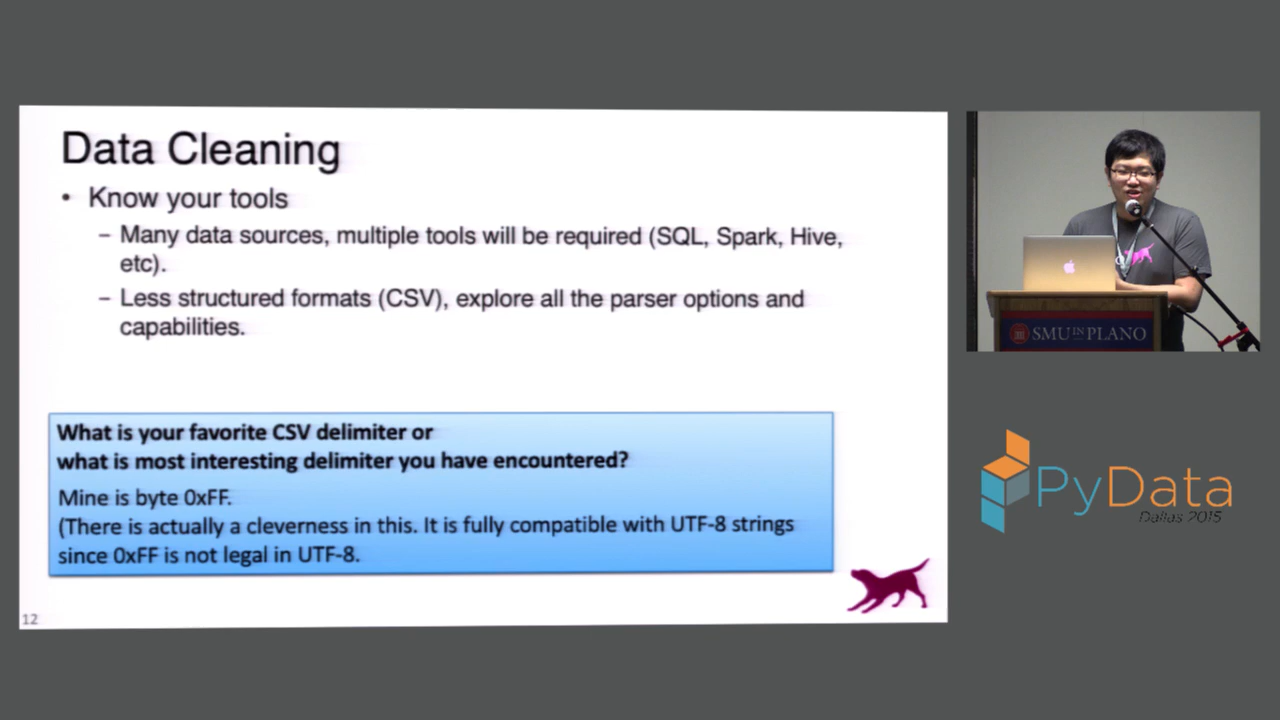 Data Cleaning
• Know your tools
– Many data sources, multiple tools will be required (SQL, Spark, Hive,
etc).
– Less structured formats (CSV), explore all the parser options and
capabilities.
What is your favorite CSV delimiter or
what is most interesting delimiter you have encountered?
Mine is byte 0xFF.
(There is actually a cleverness in this. It is fully compatible with UTF-8 strings
since 0xFF is not legal in UTF-8.
12
SMU IN PLANO
PyData
Dallas 2015